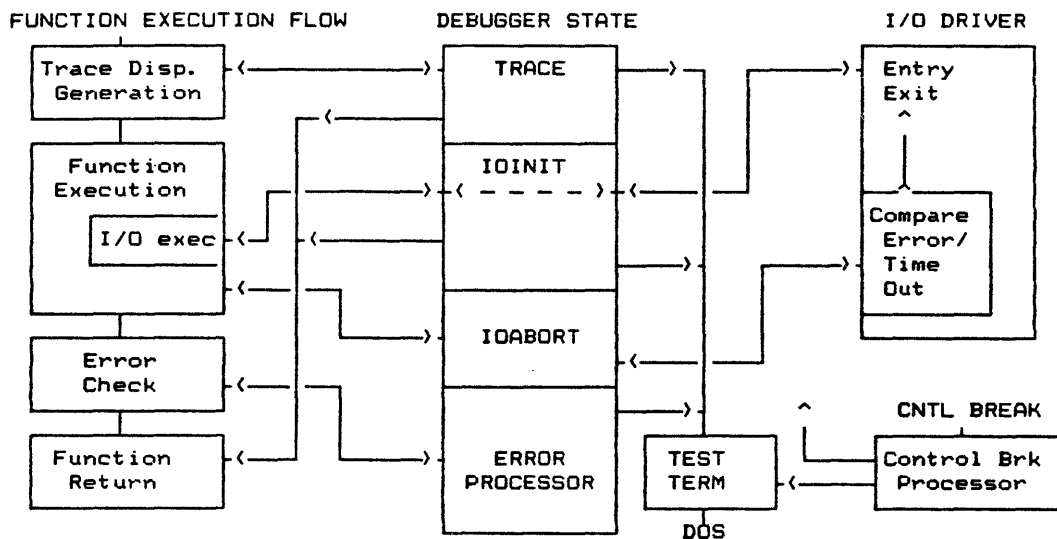 FUNCTION EXECUTION FLOW
DEBUGGER STATE
I/O DRIVER
Trace Disp.
Generation
TRACE
Entry
Exit
Function
Execution
I/O exec
IOINIT
Compare
Error/
Time
Out
IOABORT
Error
Check
CNTL BREAK
Function
Return
ERROR
PROCESSOR
TEST
TERM
Control Brk
Processor
DOS